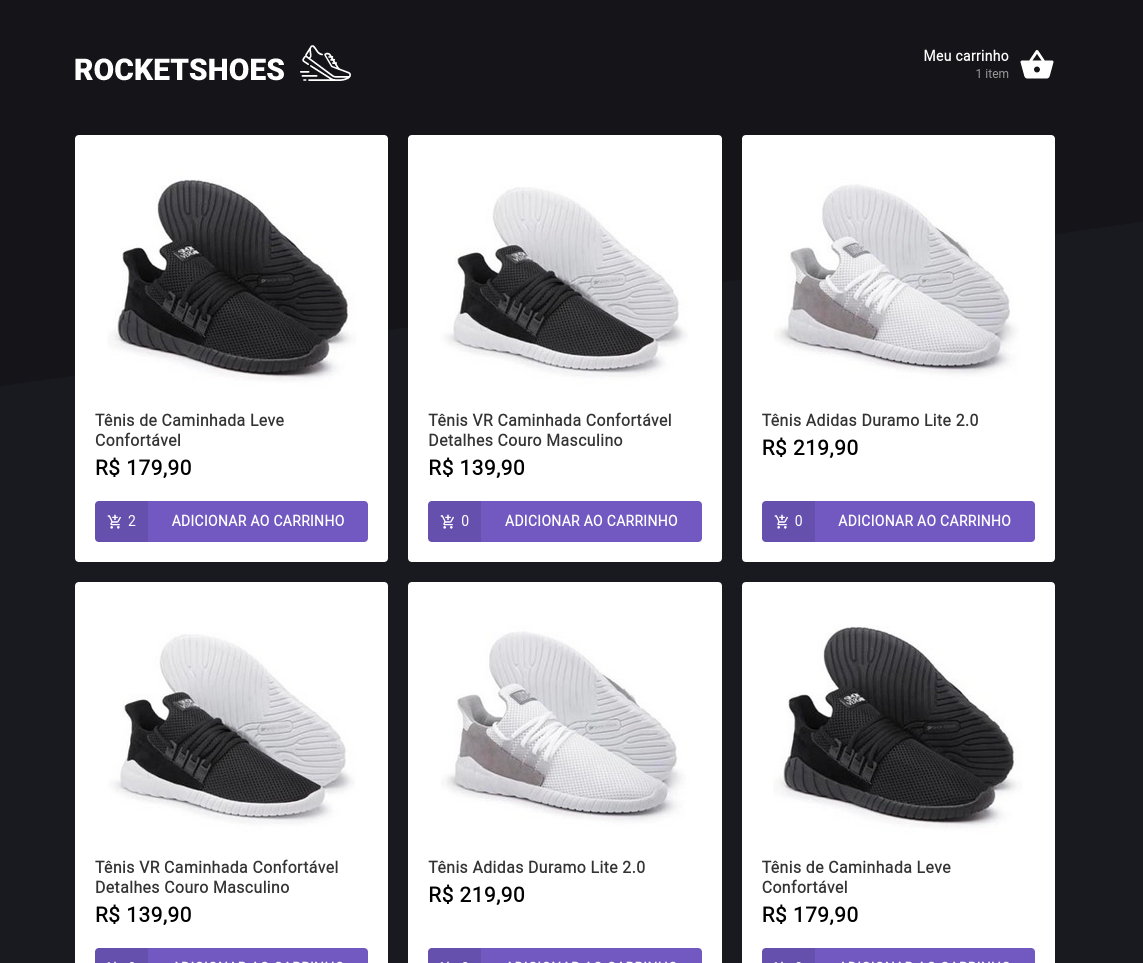 ROCKETSHOES
Meu carrinho
1 item
Tênis de Caminhada Leve
Confortável
R$ 179,90
2 ADICIONAR AO CARRINHO
Tênis VR Caminhada Confortável
Detalhes Couro Masculino
R$ 139,90
0 ADICIONAR AO CARRINHO
Tênis Adidas Duramo Lite 2.0
R$ 219,90
0 ADICIONAR AO CARRINHO
Tênis VR Caminhada Confortável
Detalhes Couro Masculino
R$ 139,90
Tênis Adidas Duramo Lite 2.0
R$ 219,90
Tênis de Caminhada Leve
Confortável
R$ 179,90